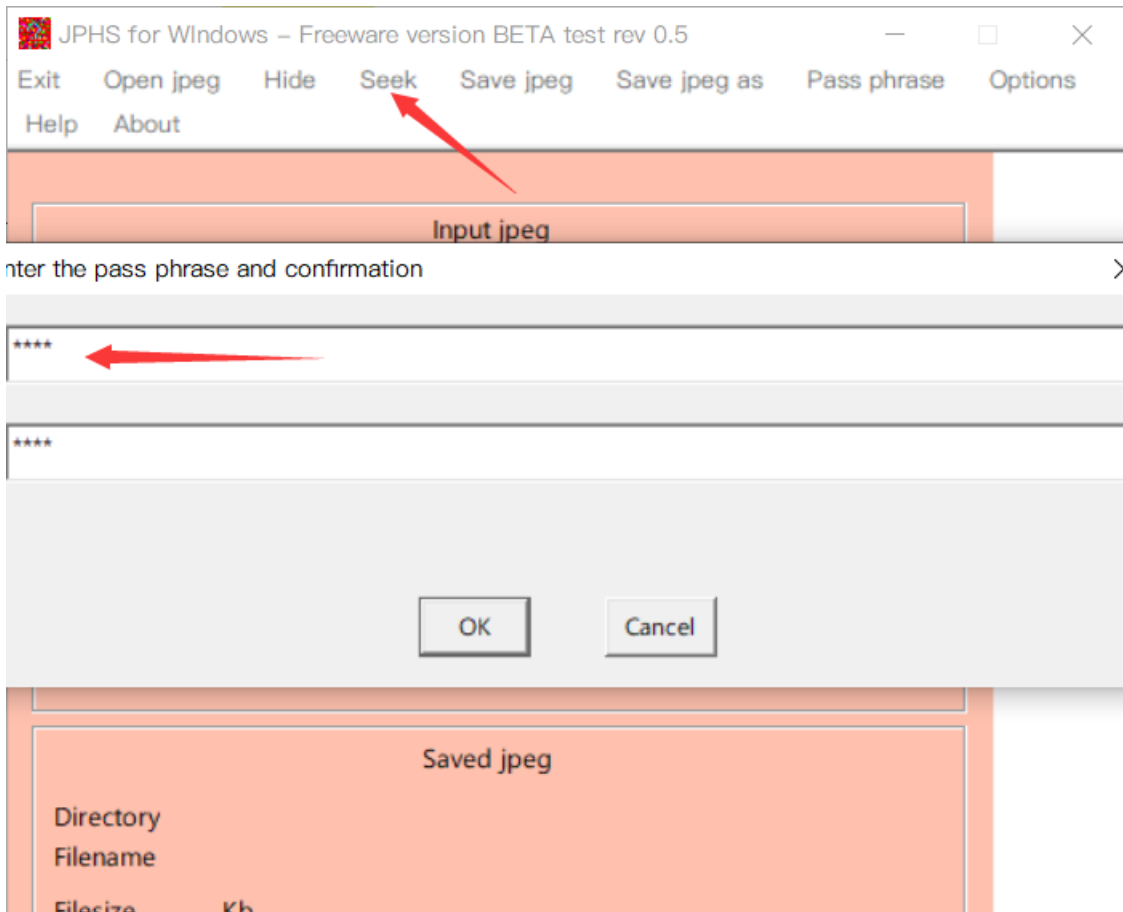 JPHS for WIndows - Freeware version BETA test rev 0.5
Exit Open jpeg Hide Seek Save jpeg Save jpeg as Pass phrase Options
Help About
Input jpeg
nter the pass phrase and confirmation
****
****
OK Cancel
Saved jpeg
Directory
Filename
Filesize Kb